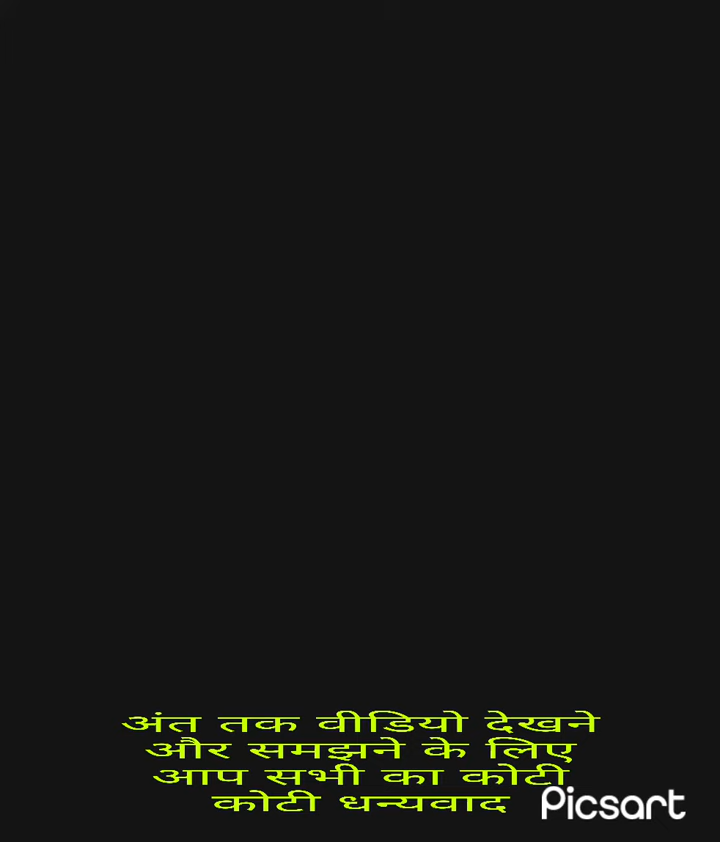 अंत तक वीडियो देखने
और समझने के लिए
आप सभी का कोटी
कोटी धन्यवाद
Picsart